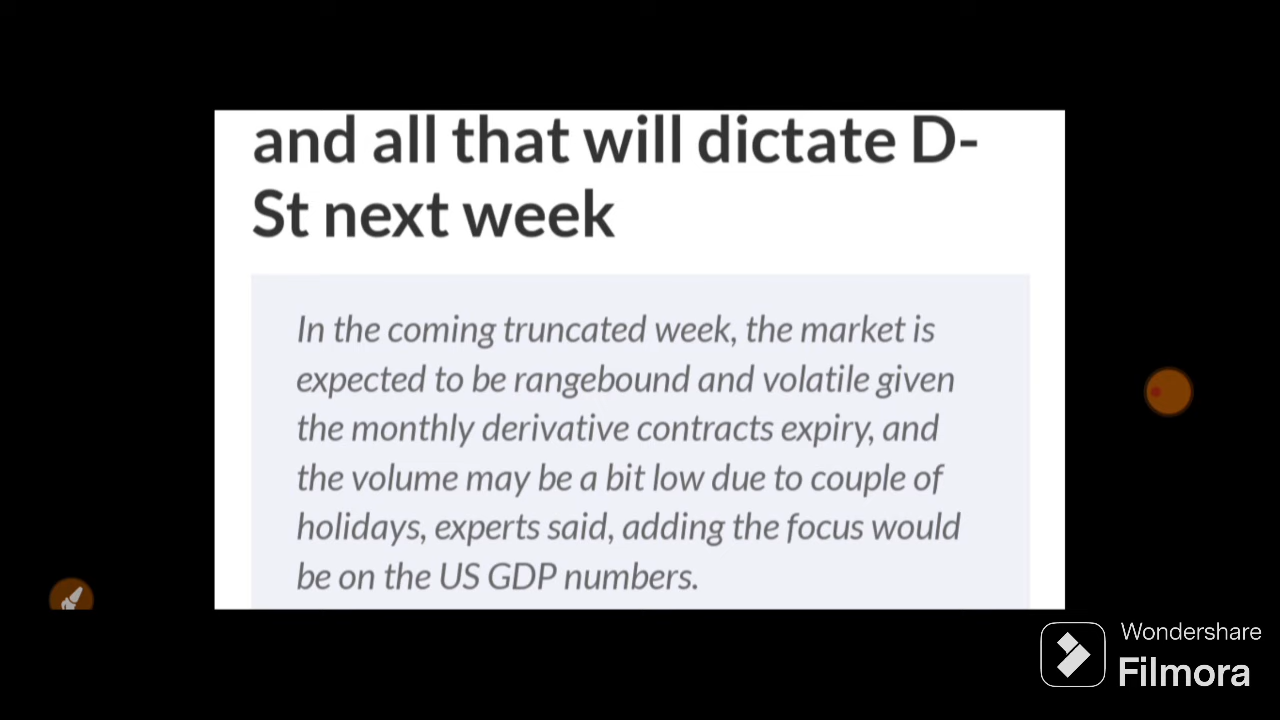 and all that will dictate D-
St next week
In the coming truncated week, the market is
expected to be rangebound and volatile given
the monthly derivative contracts expiry, and
the volume may be a bit low due to couple of
holidays, experts said, adding the focus would
be on the US GDP numbers.
Wondershare
Filmora